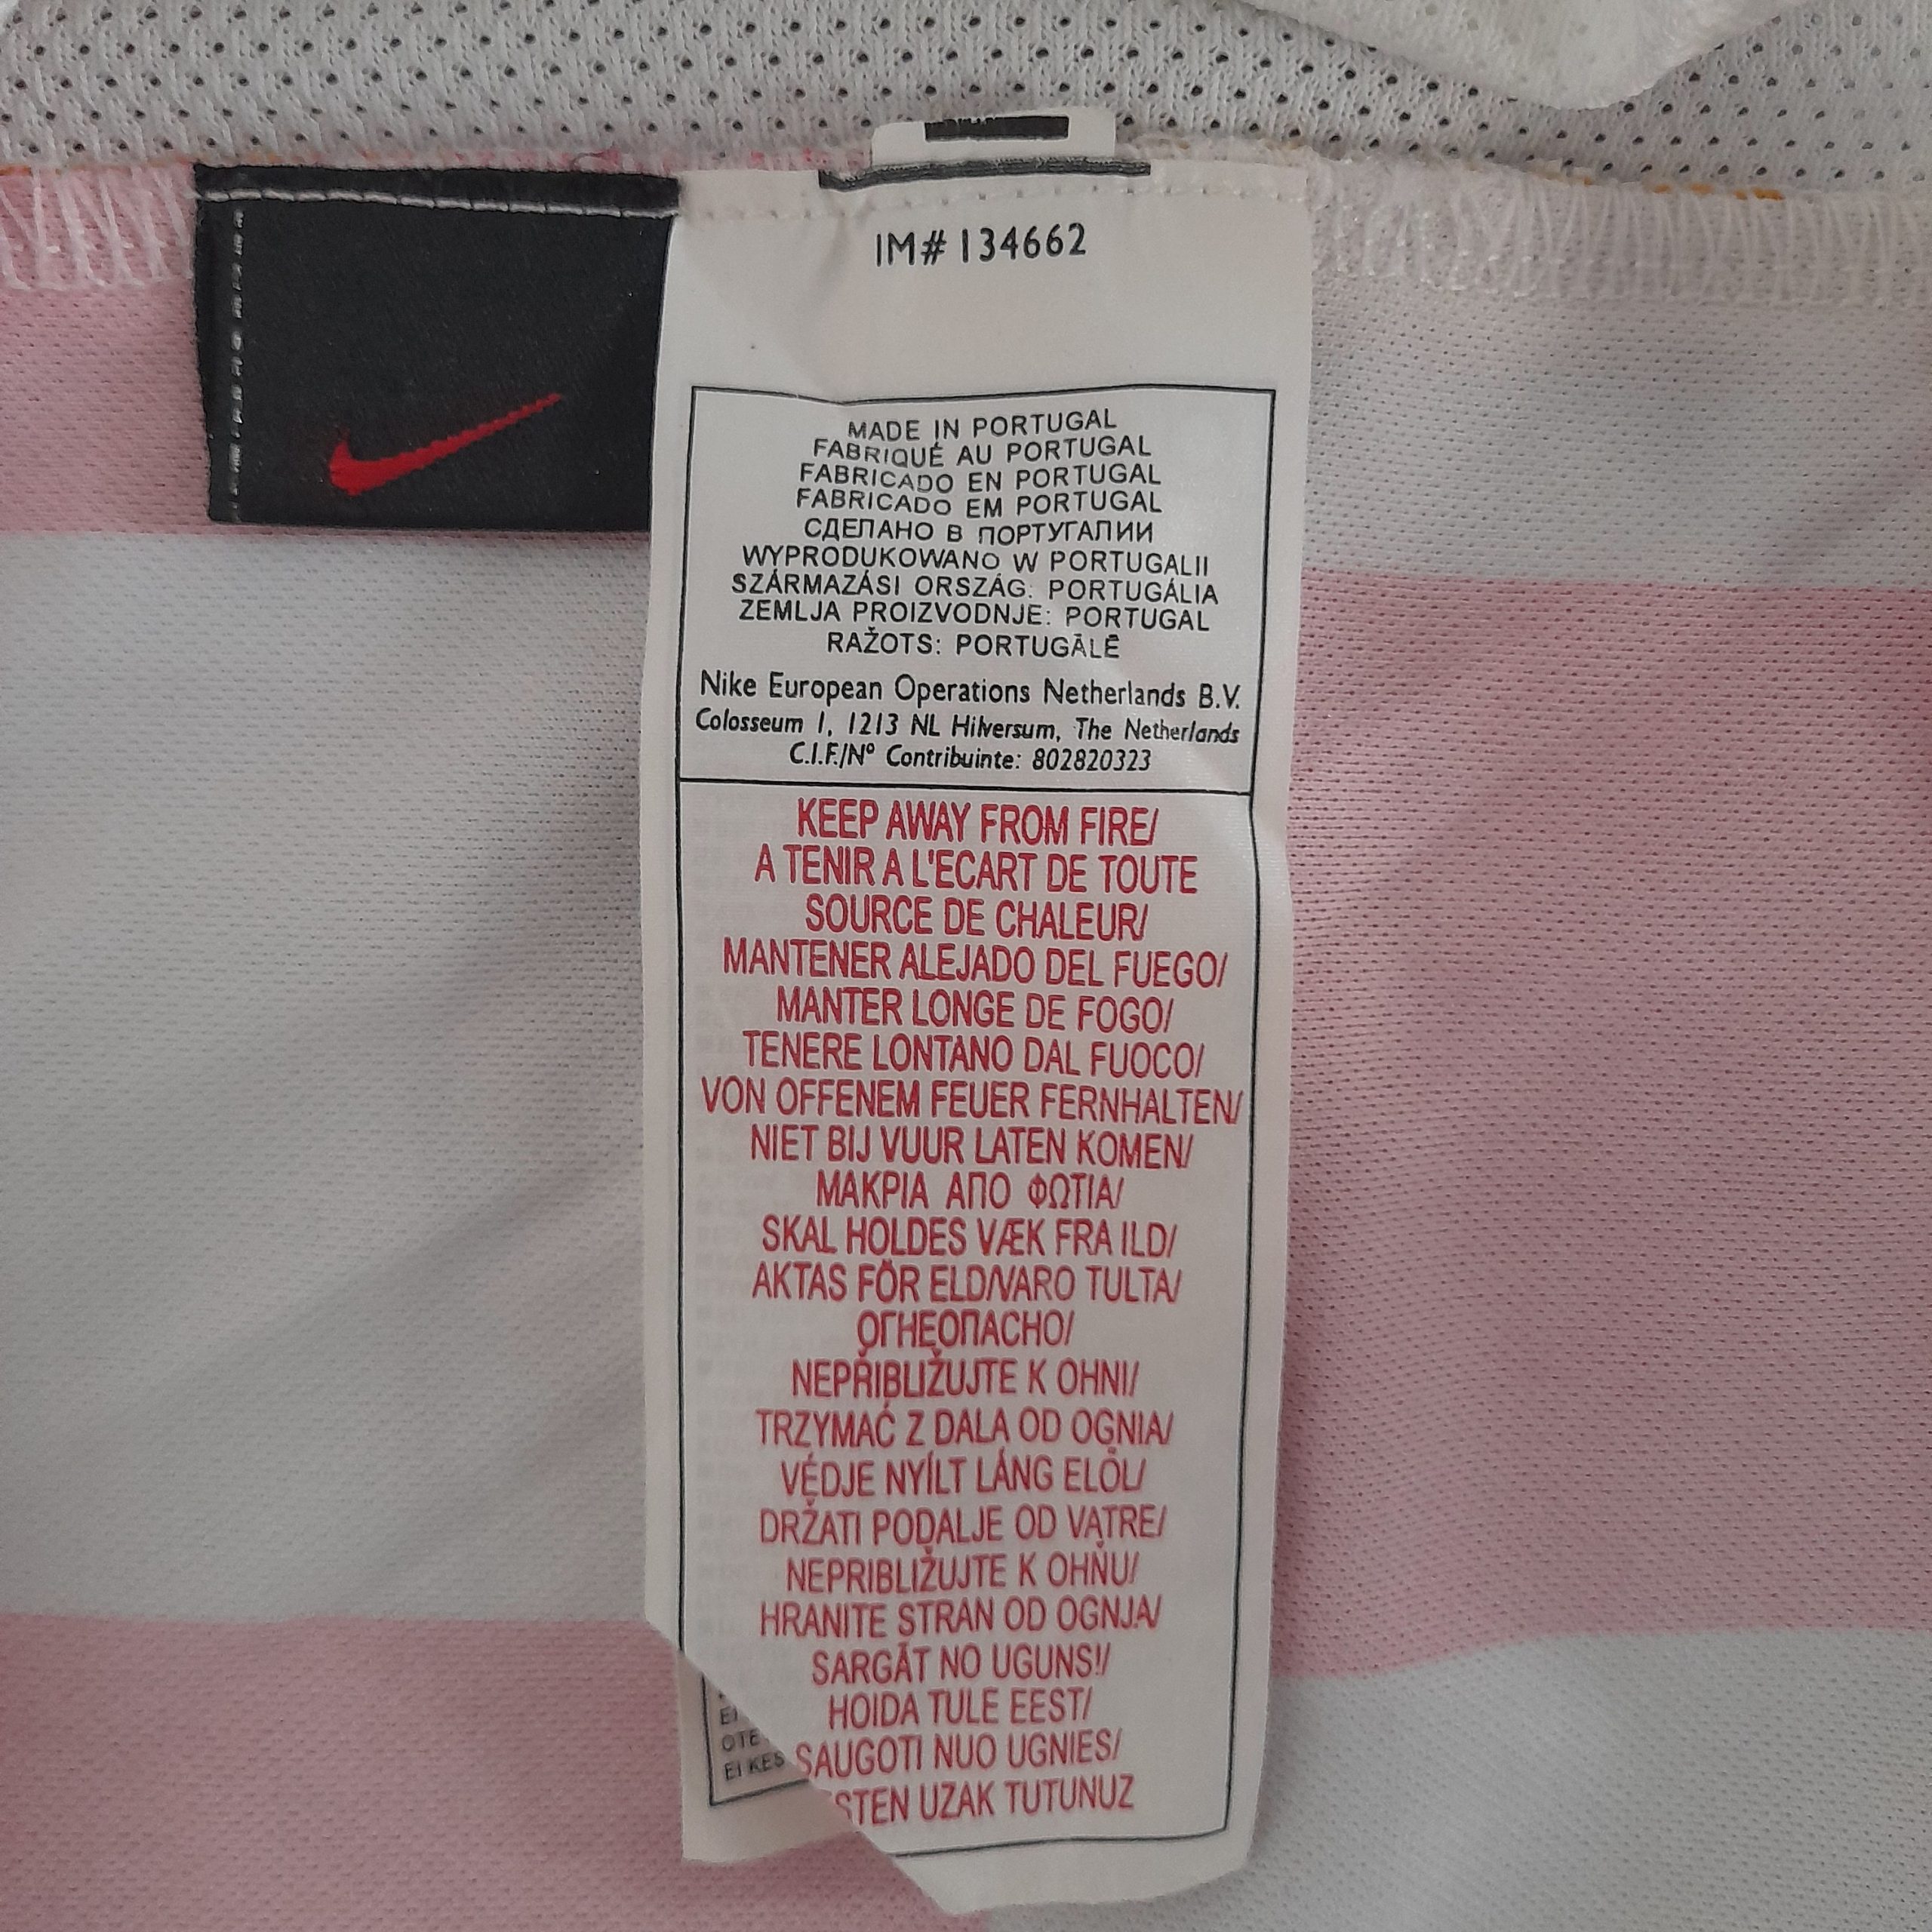 IM# 134662
MADE IN PORTUGAL
FABRIQUÉ AU PORTUGAL
FABRICADO EN PORTUGAL
FABRICADO EM PORTUGAL
СДЕЛАНО В ПОРТУГАЛИИ
WYPRODUKOWANO W PORTUGALII
SZÁRMAZÁSI ORSZÁG: PORTUGÁLIA
ZEMLJA PROIZVODNJE: PORTUGAL
RAŽOTS: PORTUGĀLĒ
Nike European Operations Netherlands B.V.
Colosseum 1, 1213 NL Hilversum, The Netherlands
C.I.F./Nº Contribuinte: 802820323
KEEP AWAY FROM FIRE/
A TENIR A L'ECART DE TOUTE
SOURCE DE CHALEUR/
MANTENER ALEJADO DEL FUEGO/
MANTER LONGE DE FOGO/
TENERE LONTANO DAL FUOCO/
VON OFFENEM FEUER FERNHALTEN/
NIET BIJ VUUR LATEN KOMEN/
ΜΑΚΡΙΑ ΑΠΟ ΦΩΤΙΑ/
SKAL HOLDES VÆK FRA ILD/
AKTAS FÖR ELD/VARO TULTA/
ОГНЕОПАСНО/
NEPŘIBLIŽUJTE K OHNI/
TRZYMAĆ Z DALA OD OGNIA/
VÉDJE NYÍLT LÁNG ELŐL/
DRŽATI PODALJE OD VATRE/
NEPRIBLIŽUJTE K OHŇU/
HRANITE STRAN OD OGNJA/
SARGĀT NO UGUNS!/
HOIDA TULE EEST/
SAUGOTI NUO UGNIES/
UZAK TUTUNUZ